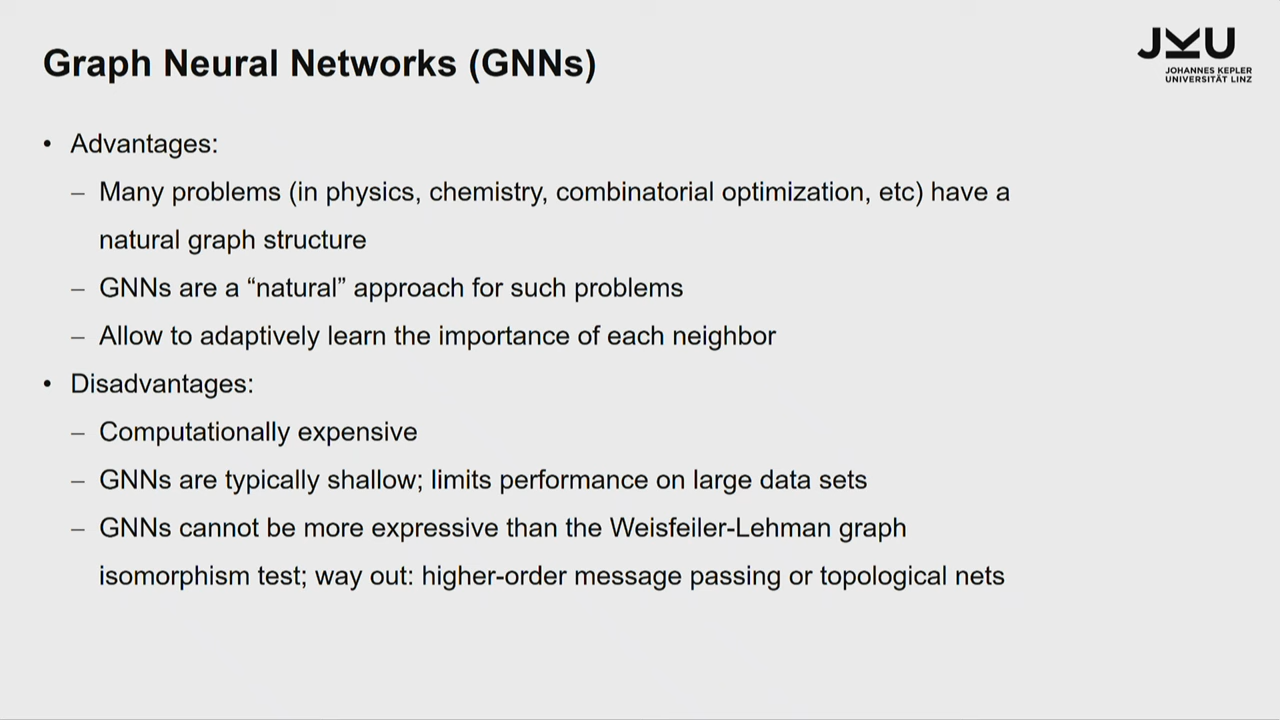 Graph Neural Networks (GNNs)
JKU
JOHANNES KEPLER
UNIVERSITÄT LINZ
• Advantages:
– Many problems (in physics, chemistry, combinatorial optimization, etc) have a
natural graph structure
– GNNs are a “natural” approach for such problems
– Allow to adaptively learn the importance of each neighbor
• Disadvantages:
– Computationally expensive
– GNNs are typically shallow; limits performance on large data sets
– GNNs cannot be more expressive than the Weisfeiler-Lehman graph
isomorphism test; way out: higher-order message passing or topological nets